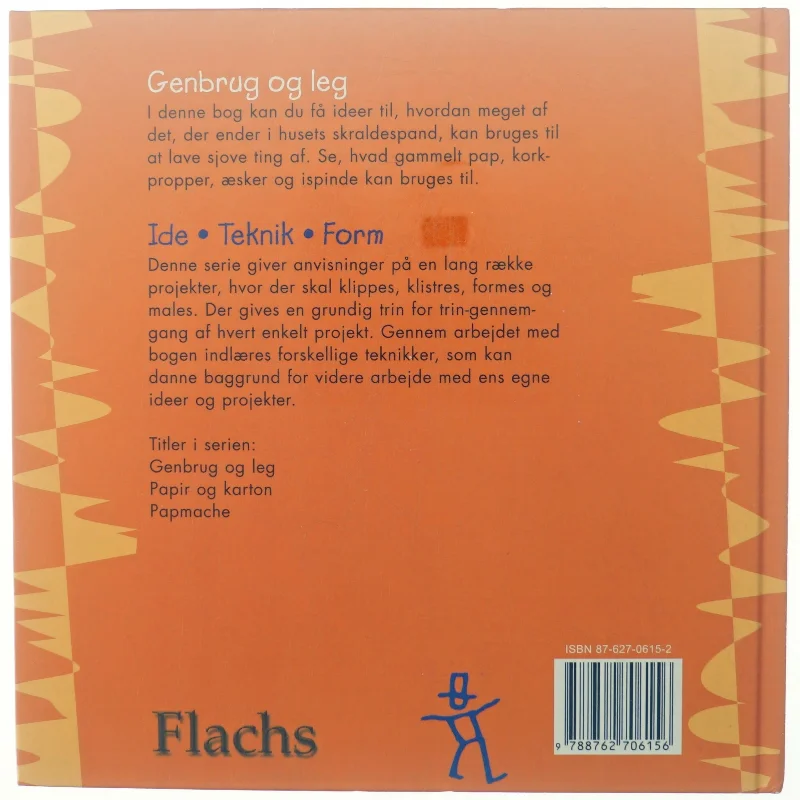 Genbrug og leg
I denne bog kan du få ideer til, hvordan meget af
det, der ender i husets skraldespand, kan bruges til
at lave sjove ting af. Se, hvad gammelt pap, kork-
propper, æsker og ispinde kan bruges til.
Ide • Teknik • Form
Denne serie giver anvisninger på en lang række
projekter, hvor der skal klippes, klistres, formes og
males. Der gives en grundig trin for trin-gennem-
gang af hvert enkelt projekt. Gennem arbejdet med
bogen indlæres forskellige teknikker, som kan
danne baggrund for videre arbejde med ens egne
ideer og projekter.
Titler i serien:
Genbrug og leg
Papir og karton
Papmache
ISBN 87-627-0615-2
9 788762 706156
Flachs